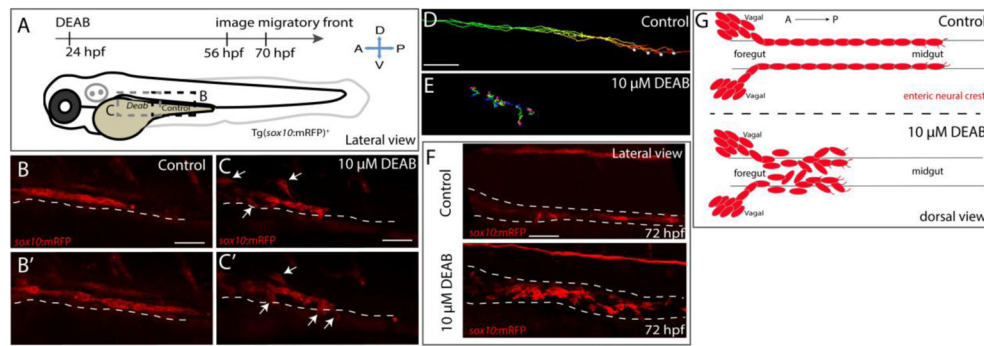 A
DEAB
image migratory front
24 hpf
56 hpf
70 hpf
D
A
P
V
B
C
Deab
Control
Tg(sox10:mRFP)+
Lateral view
B
Control
sox10:mRFP
B′
C
10 µM DEAB
sox10:mRFP
C′
D
Control
E
10 µM DEAB
F
Lateral view
Control
sox10:mRFP
72 hpf
10 µM DEAB
sox10:mRFP
72 hpf
G
A
P
Control
Vagal
foregut
midgut
Vagal
enteric neural crest
10 µM DEAB
Vagal
foregut
midgut
Vagal
dorsal view